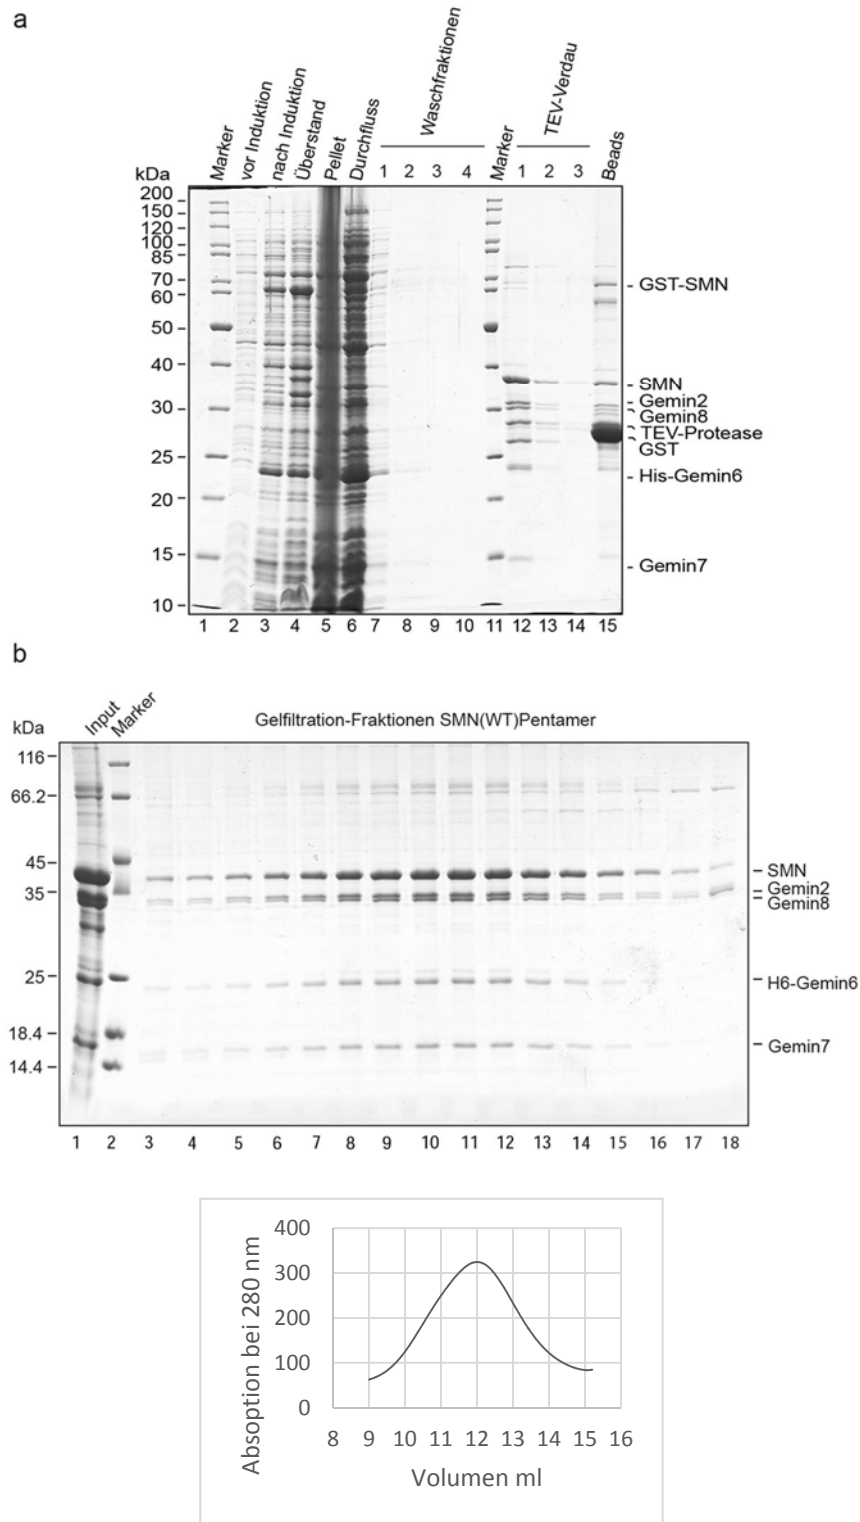 a
kDa
Marker
vor Induktion
nach Induktion
Überstand
Pellet
Durchfluss
Waschfraktionen
1 2 3 4
Marker
TEV-Verdau
1 2 3
Beads
200
150
120
100
85
70
60
50
40
30
25
20
15
10
GST-SMN
SMN
Gemin2
Gemin8
TEV-Protease
GST
His-Gemin6
Gemin7
1 2 3 4 5 6 7 8 9 10 11 12 13 14 15
b
kDa
Input
Marker
Gelfiltration-Fraktionen SMN(WT)Pentamer
116
66.2
45
35
25
18.4
14.4
SMN
Gemin2
Gemin8
H6-Gemin6
Gemin7
1 2 3 4 5 6 7 8 9 10 11 12 13 14 15 16 17 18
Absoption bei 280 nm
400
300
200
100
0
8 9 10 11 12 13 14 15 16
Volumen ml